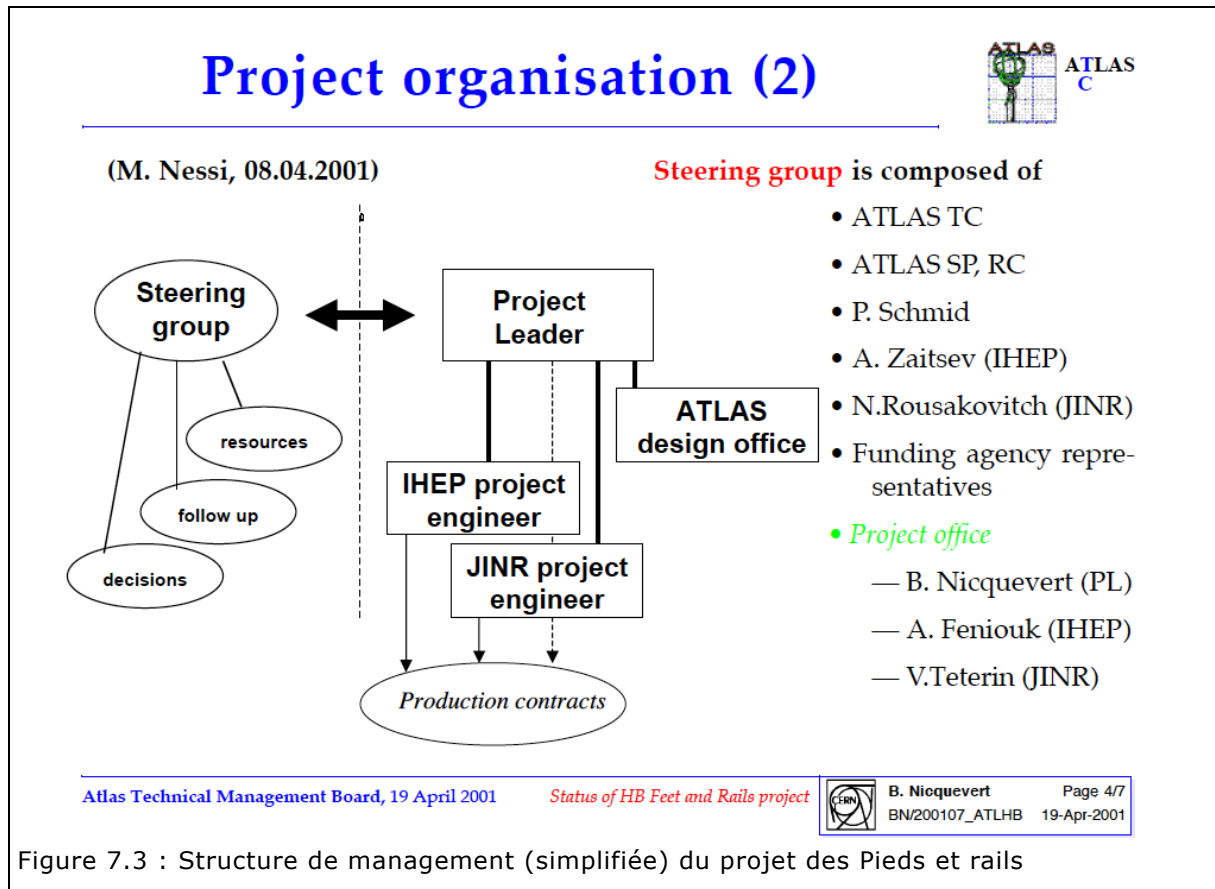 Project organisation (2)
ATLAS
ATLAS
C
(M. Nessi, 08.04.2001)
Steering
group
resources
follow up
decisions
Project
Leader
ATLAS
design office
IHEP project
engineer
JINR project
engineer
Production contracts
Steering group is composed of
• ATLAS TC
• ATLAS SP, RC
• P. Schmid
• A. Zaitsev (IHEP)
• N.Rousakovitch (JINR)
• Funding agency repre-
sentatives
• Project office
— B. Nicquevert (PL)
— A. Feniouk (IHEP)
— V.Teterin (JINR)
Atlas Technical Management Board, 19 April 2001 Status of HB Feet and Rails project
CERN
B. Nicquevert Page 4/7
BN/200107_ATLHB 19-Apr-2001
Figure 7.3 : Structure de management (simplifiée) du projet des Pieds et rails